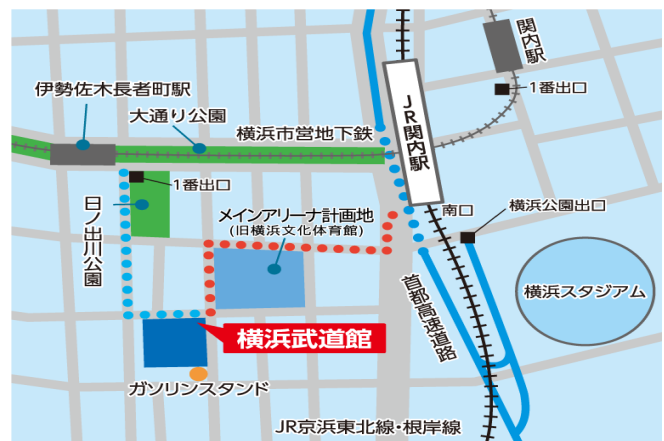 関内駅
伊勢佐木長者町駅
1番出口
大通り公園
横浜市営地下鉄
JR関内駅
1番出口
日ノ出川公園
メインアリーナ計画地
(旧横浜文化体育館)
南口
横浜公園出口
首都高速道路
横浜スタジアム
横浜武道館
ガソリンスタンド
JR京浜東北線・根岸線